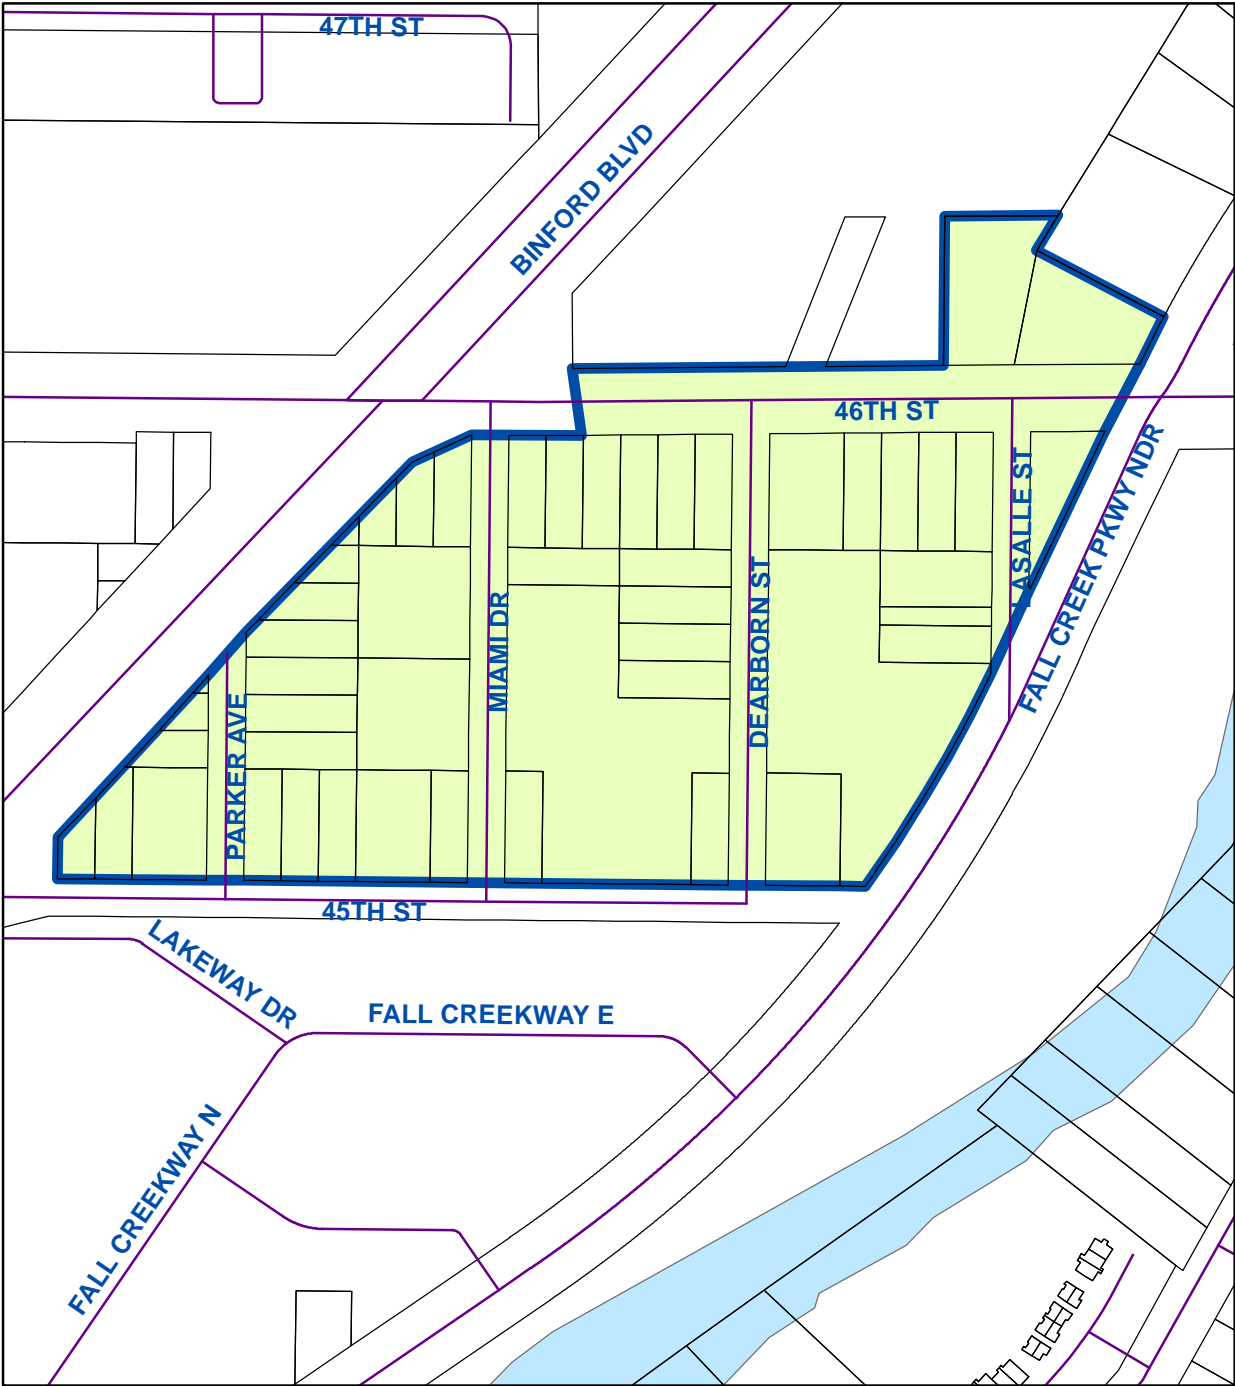 47TH ST
BINFORD BLVD
46TH ST
LASALLE ST
FALL CREEK PKWY NDR
DEARBORN ST
MIAMI DR
PARKER AVE
45TH ST
LAKEWAY DR
FALL CREEKWAY E
FALL CREEKWAY N